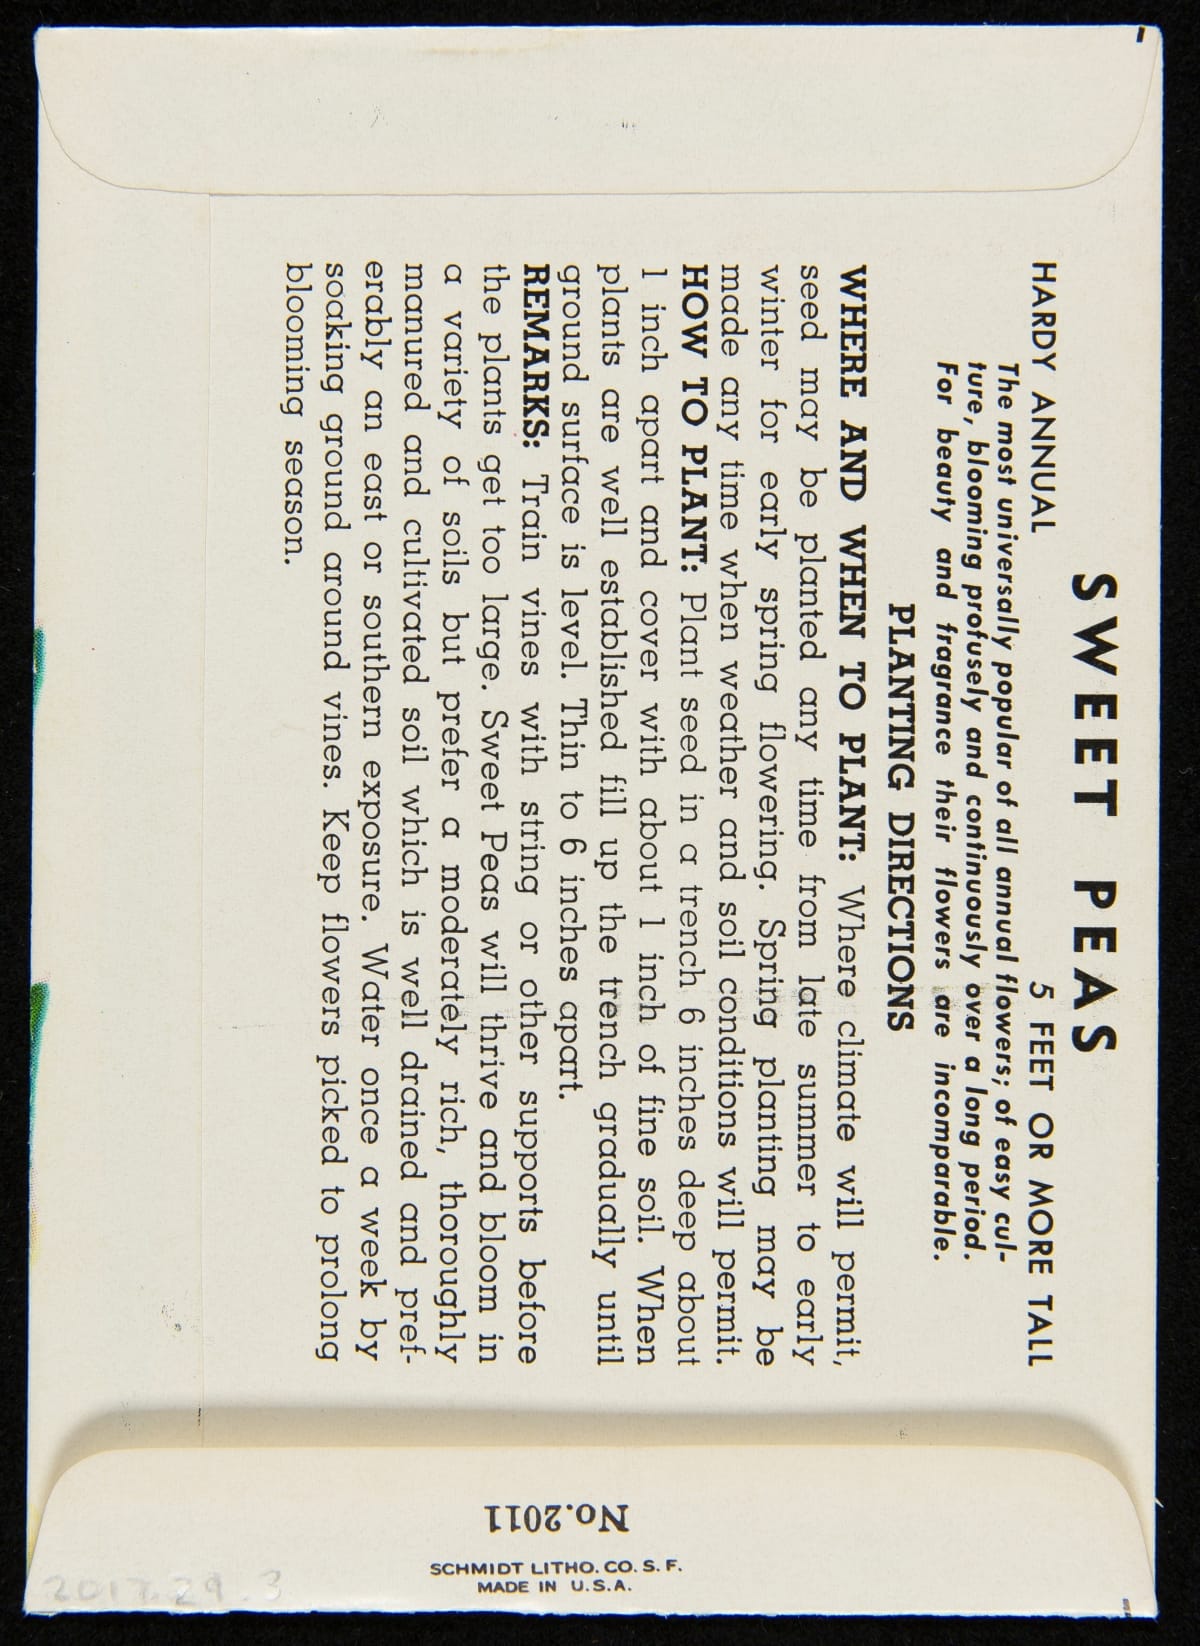 SWEET PEAS
HARDY ANNUAL 5 FEET OR MORE TALL
The most universally popular of all annual flowers; of easy cul-
ture, blooming profusely and continuously over a long period.
For beauty and fragrance their flowers are incomparable.
PLANTING DIRECTIONS
WHERE AND WHEN TO PLANT: Where climate will permit,
seed may be planted any time from late summer to early
winter for early spring flowering. Spring planting may be
made any time when weather and soil conditions will permit.
HOW TO PLANT: Plant seed in a trench 6 inches deep about
1 inch apart and cover with about 1 inch of fine soil. When
plants are well established fill up the trench gradually until
ground surface is level. Thin to 6 inches apart.
REMARKS: Train vines with string or other supports before
the plants get too large. Sweet Peas will thrive and bloom in
a variety of soils but prefer a moderately rich, thoroughly
manured and cultivated soil which is well drained and pref-
erably an east or southern exposure. Water once a week by
soaking ground around vines. Keep flowers picked to prolong
blooming season.
No.2011
SCHMIDT LITHO. CO. S. F.
MADE IN U.S.A.
2017.29.3